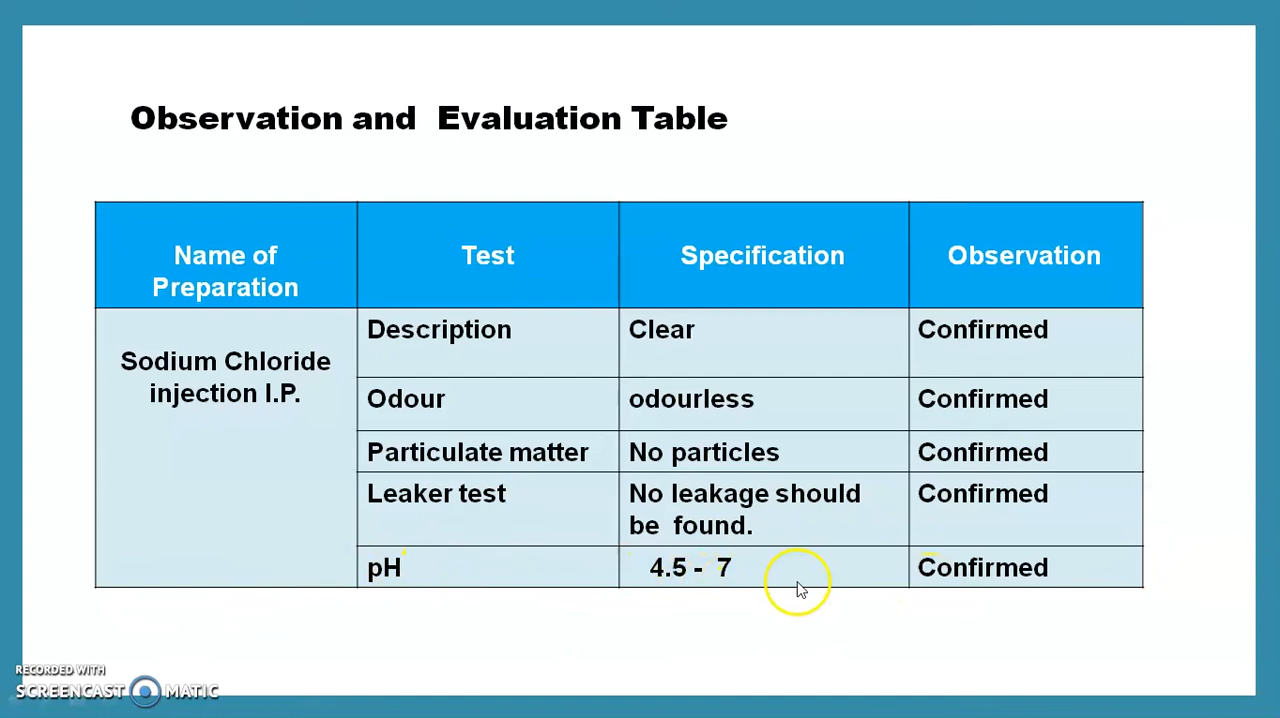 Observation and Evaluation Table
Name of Preparation
Test
Specification
Observation
Sodium Chloride injection I.P.
Description
Clear
Confirmed
Odour
odourless
Confirmed
Particulate matter
No particles
Confirmed
Leaker test
No leakage should be found.
Confirmed
pH
4.5 - 7
Confirmed
RECORDED WITH
SCREENCAST MATIC